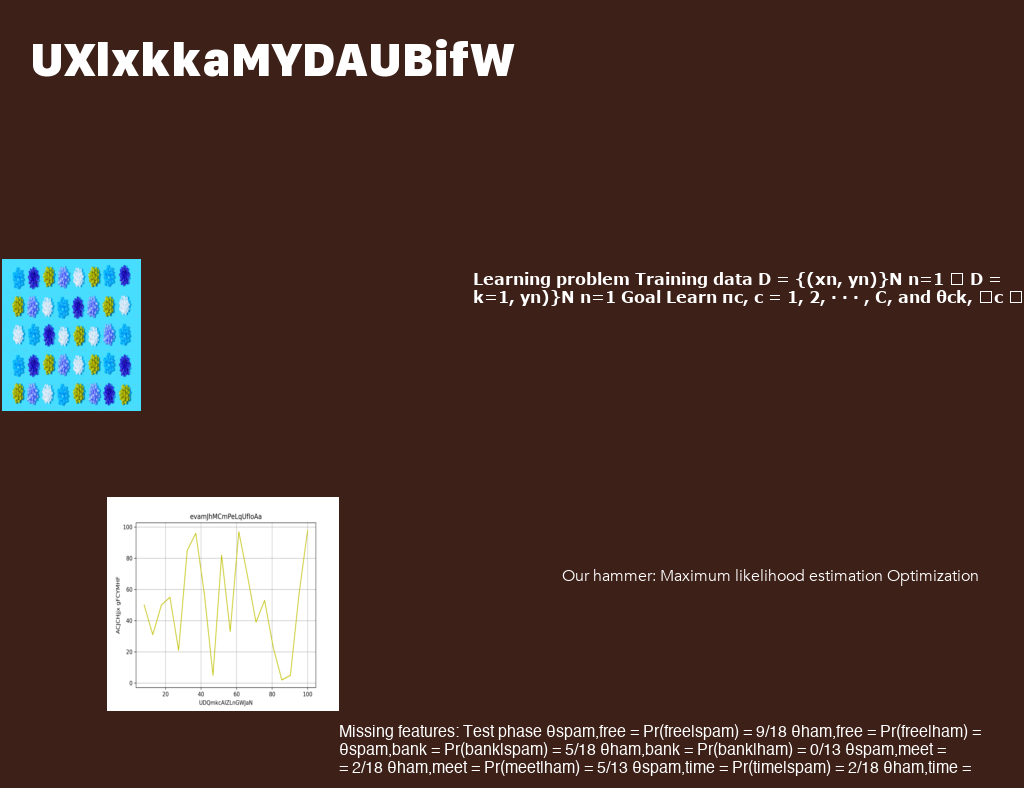 UXlxkkaMYDAUBifW
Learning problem Training data D = {(xn, yn)}N n=1 □ D =
k=1, yn)}N n=1 Goal Learn πc, c = 1, 2, · · · , C, and θck, □c □
evamJhMCmPeLqUfloAa
100
80
60
40
20
0
20 40 60 80 100
UDQmkcAIZLnGWJaN
Our hammer: Maximum likelihood estimation Optimization
Missing features: Test phase θspam,free = Pr(free|spam) = 9/18 θham,free = Pr(free|ham) =
θspam,bank = Pr(bank|spam) = 5/18 θham,bank = Pr(bank|ham) = 0/13 θspam,meet =
= 2/18 θham,meet = Pr(meet|ham) = 5/13 θspam,time = Pr(time|spam) = 2/18 θham,time =